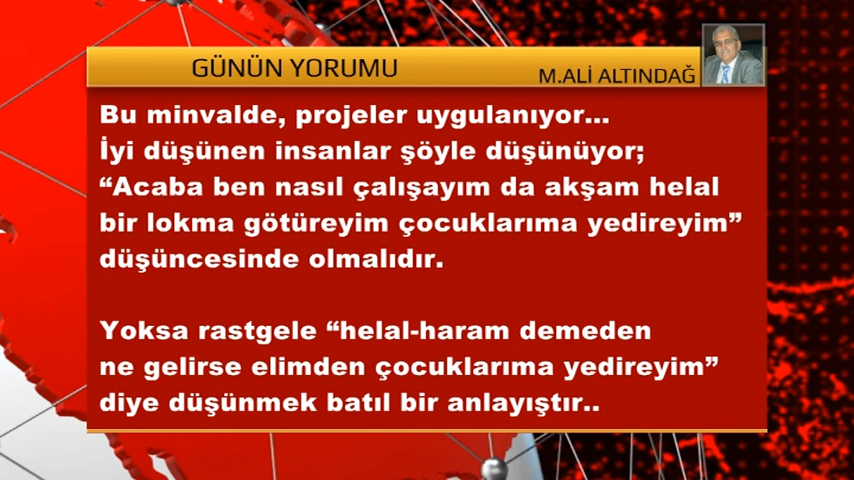 GÜNÜN YORUMU
M.ALİ ALTINDAĞ
Bu minvalde, projeler uygulanıyor...
İyi düşünen insanlar şöyle düşünüyor;
“Acaba ben nasıl çalışayım da akşam helal
bir lokma götüreyim çocuklarıma yedireyim”
düşüncesinde olmalıdır.
Yoksa rastgele “helal-haram demeden
ne gelirse elimden çocuklarıma yedireyim”
diye düşünmek batıl bir anlayıştır..